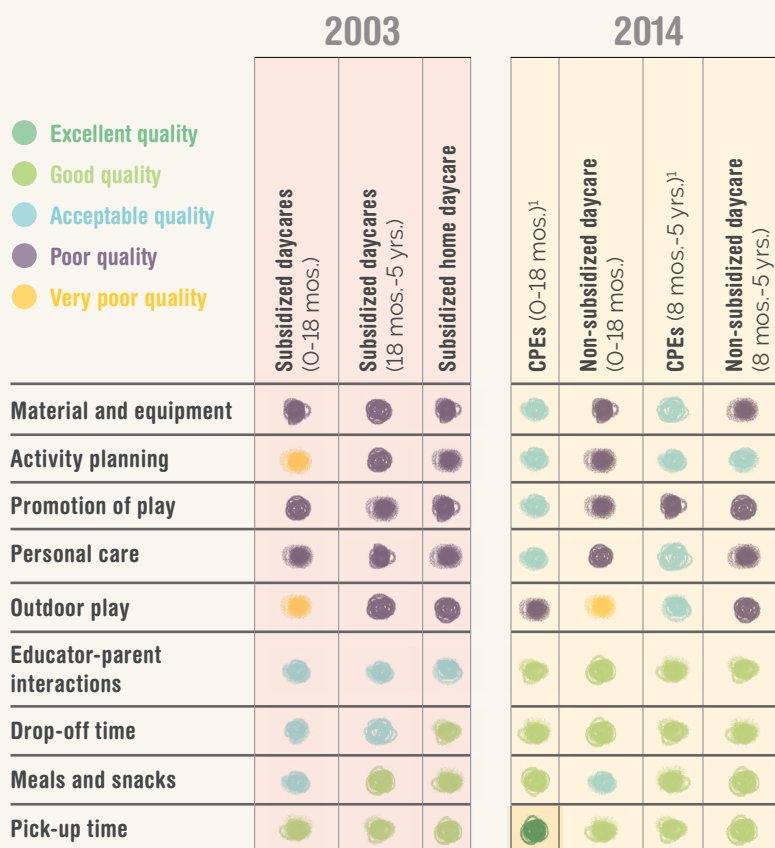 2003
2014
Excellent quality
Good quality
Acceptable quality
Poor quality
Very poor quality
Subsidized daycares
(0-18 mos.)
Subsidized daycares
(18 mos.-5 yrs.)
Subsidized home daycare
CPEs (0-18 mos.)¹
Non-subsidized daycare
(0-18 mos.)
CPEs (8 mos.-5 yrs.)¹
Non-subsidized daycare
(8 mos.-5 yrs.)
Material and equipment
Activity planning
Promotion of play
Personal care
Outdoor play
Educator-parent
interactions
Drop-off time
Meals and snacks
Pick-up time